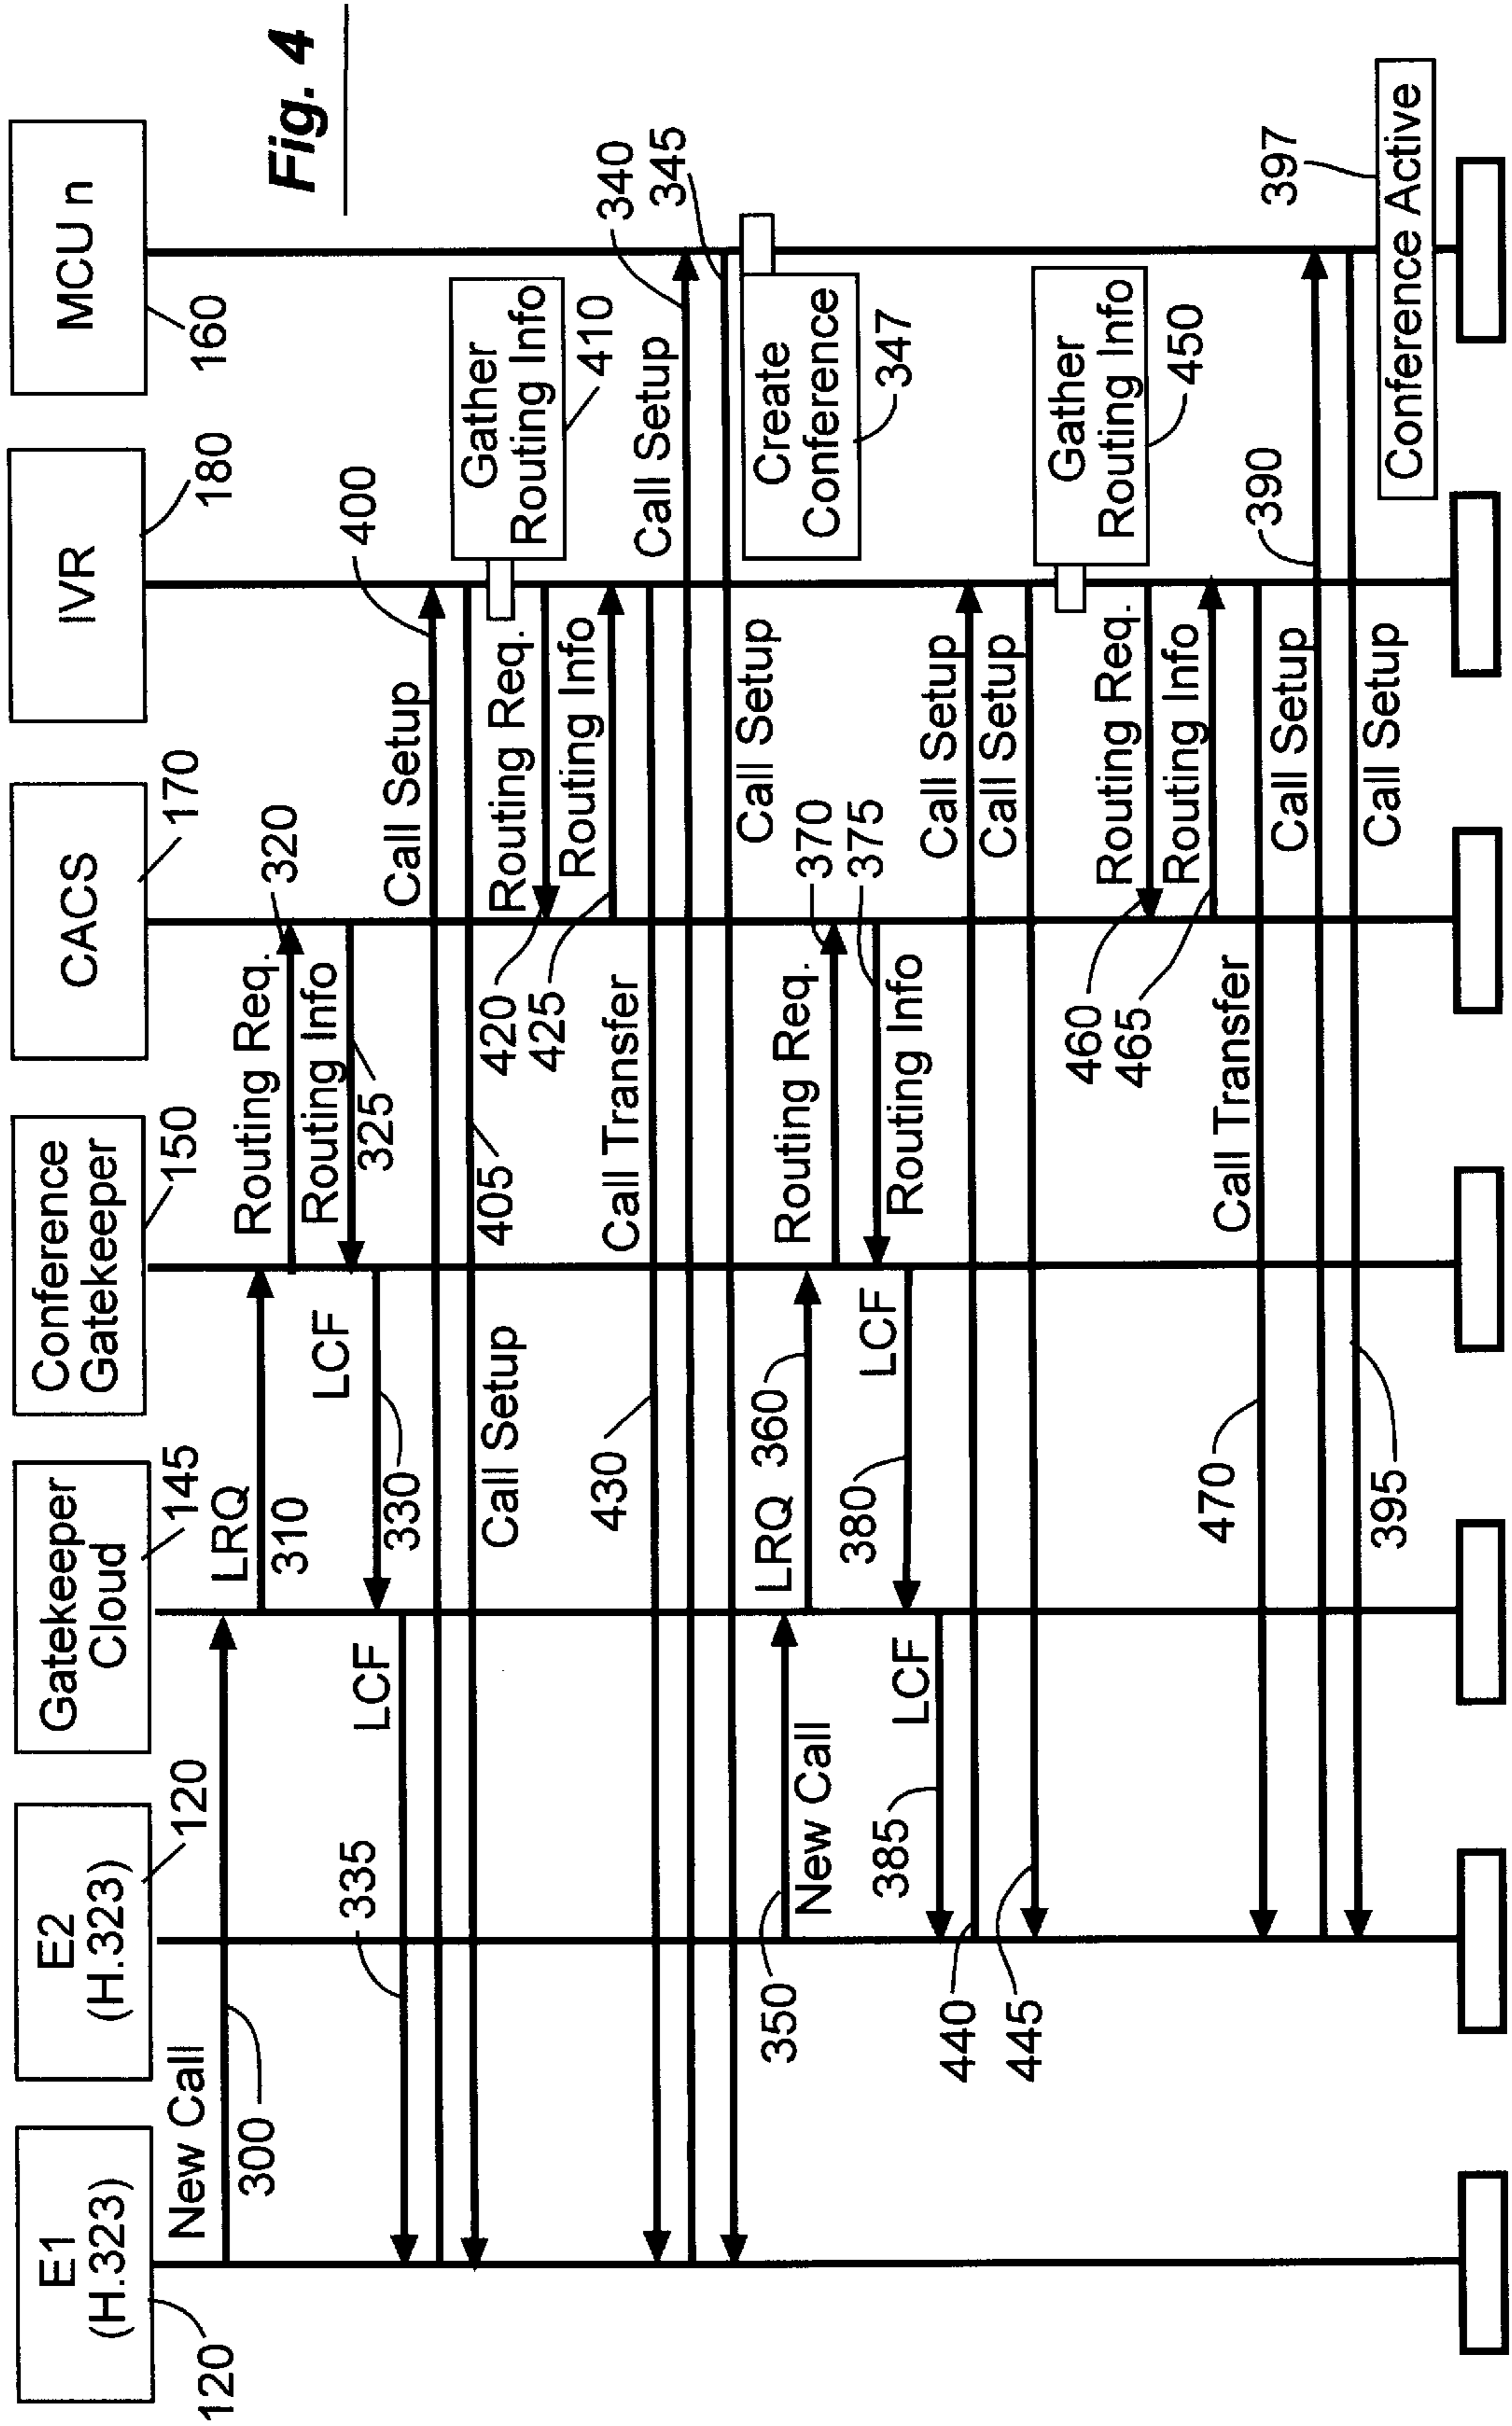 Fig. 4
E1
(H.323)
120
E2
(H.323)
120
Gatekeeper
Cloud
145
Conference
Gatekeeper
150
CACS
170
IVR
180
MCU n
160
New Call
300
LRQ
310
Routing Req.
320
Routing Info
325
LCF
330
LCF
335
Call Setup
400
405
Call Setup
Gather
Routing Info
410
Routing Req.
420
Routing Info
425
Call Transfer
430
Call Setup
340
345
Call Setup
Create
Conference
347
350
New Call
LRQ 360
Routing Req.
370
375
Routing Info
LCF
380
LCF
385
Call Setup
440
Call Setup
445
Gather
Routing Info
450
Routing Req.
460
Routing Info
465
Call Transfer
470
Call Setup
390
Call Setup
395
397
Conference Active